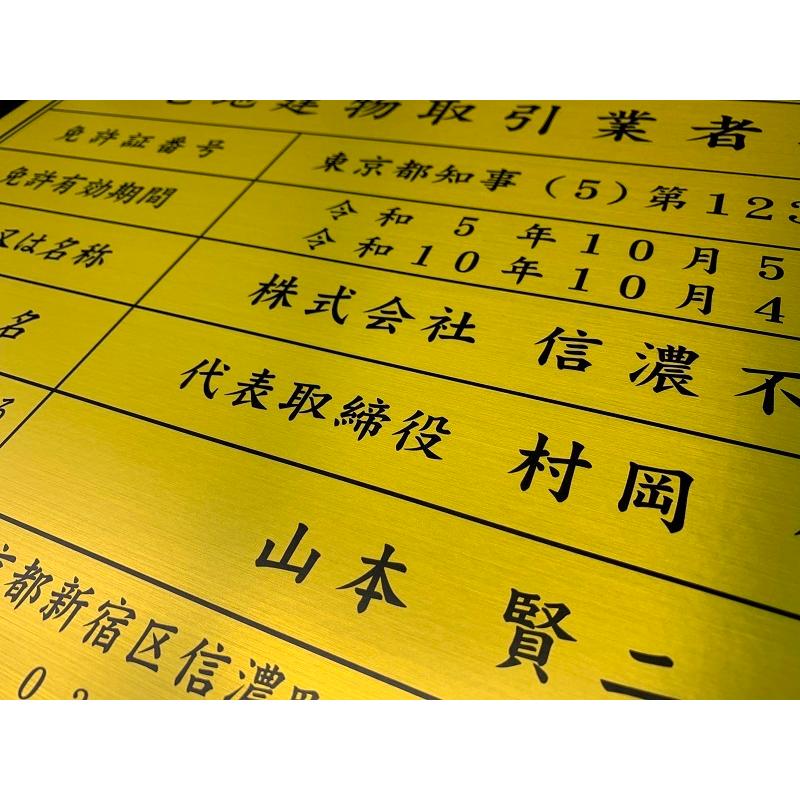 地建物取引業者
免許証番号 東京都知事（5）第123
免許有効期間 令和 5 年10月5
令和10年10月4
又は名称 株式会社 信濃不
名 代表取締役 村岡
山本 賢二
都新宿区信濃町
03